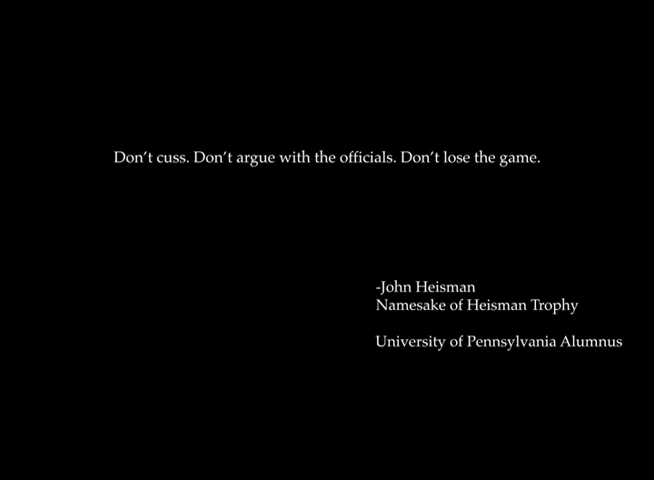 Don’t cuss. Don’t argue with the officials. Don’t lose the game.
-John Heisman
Namesake of Heisman Trophy
University of Pennsylvania Alumnus